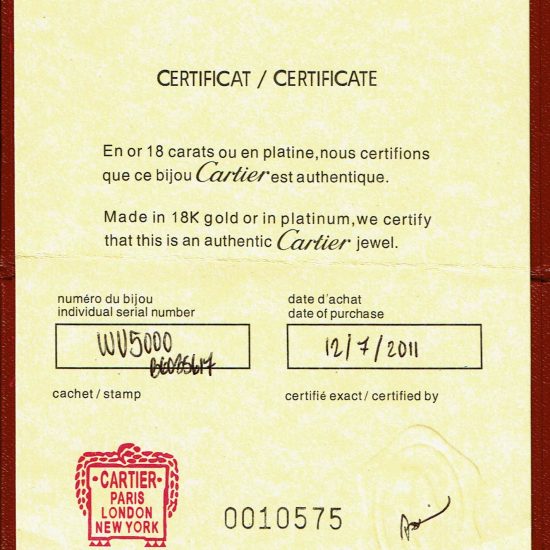 CERTIFICAT / CERTIFICATE
En or 18 carats ou en platine,nous certifions
que ce bijou Cartier est authentique.
Made in 18K gold or in platinum,we certify
that this is an authentic Cartier jewel.
numéro du bijou
individual serial number
WV5000
B6035617
date d'achat
date of purchase
12/7/2011
cachet / stamp
certifié exact / certified by
CARTIER
PARIS
LONDON
NEW YORK
0010575